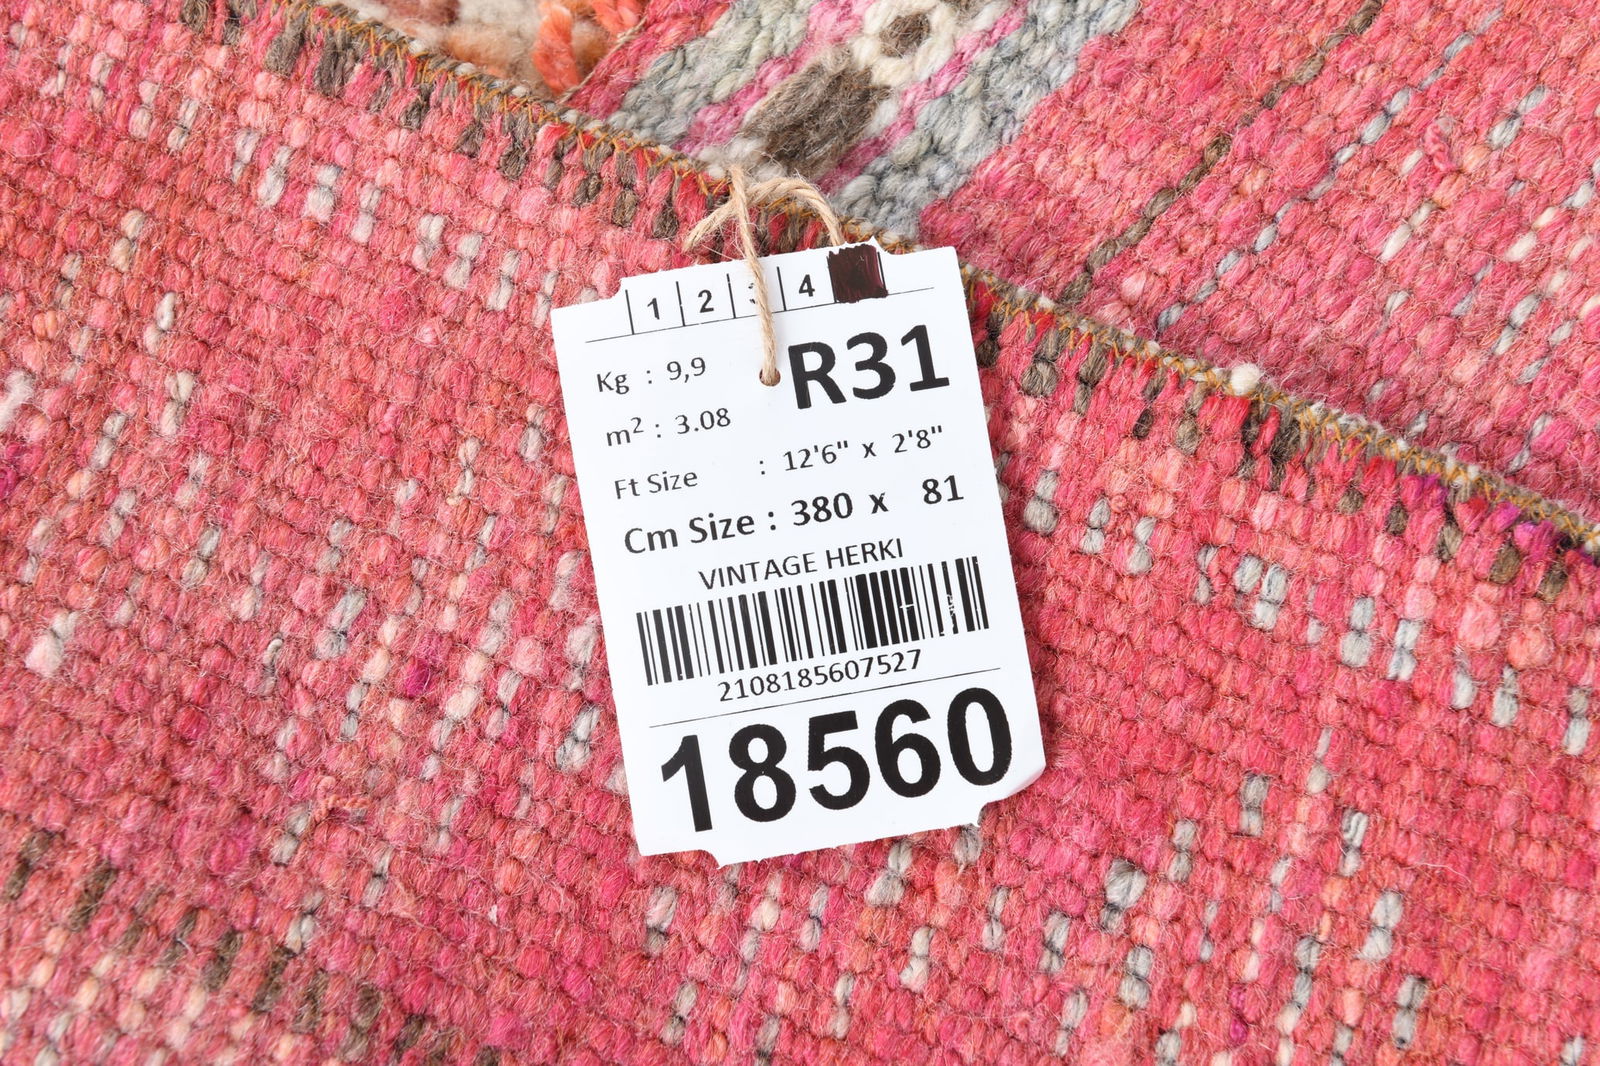 1 2 4
Kg : 9,9
R31
m² : 3.08
Ft Size : 12'6" x 2'8"
Cm Size : 380 x 81
VINTAGE HERKI
2108185607527
18560